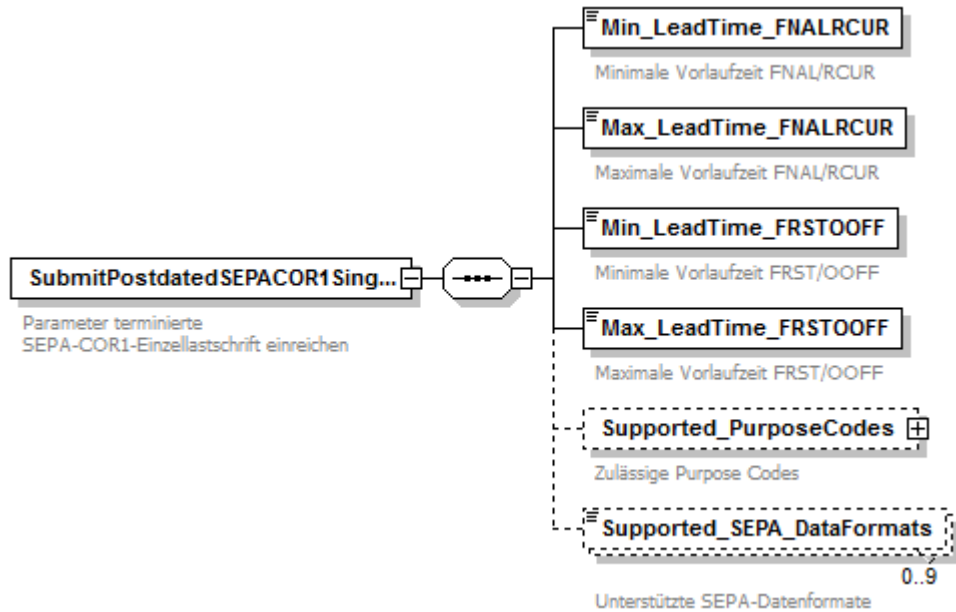 Min_LeadTime_FNALRCUR
Minimale Vorlaufzeit FNAL/RCUR
Max_LeadTime_FNALRCUR
Maximale Vorlaufzeit FNAL/RCUR
Min_LeadTime_FRSTOOFF
Minimale Vorlaufzeit FRST/OOFF
SubmitPostdatedSEPACOR1Sing...
Parameter terminierte
SEPA-COR1-Einzellastschrift einreichen
Max_LeadTime_FRSTOOFF
Maximale Vorlaufzeit FRST/OOFF
Supported_PurposeCodes
Zulässige Purpose Codes
Supported_SEPA_DataFormats
0..9
Unterstützte SEPA-Datenformate